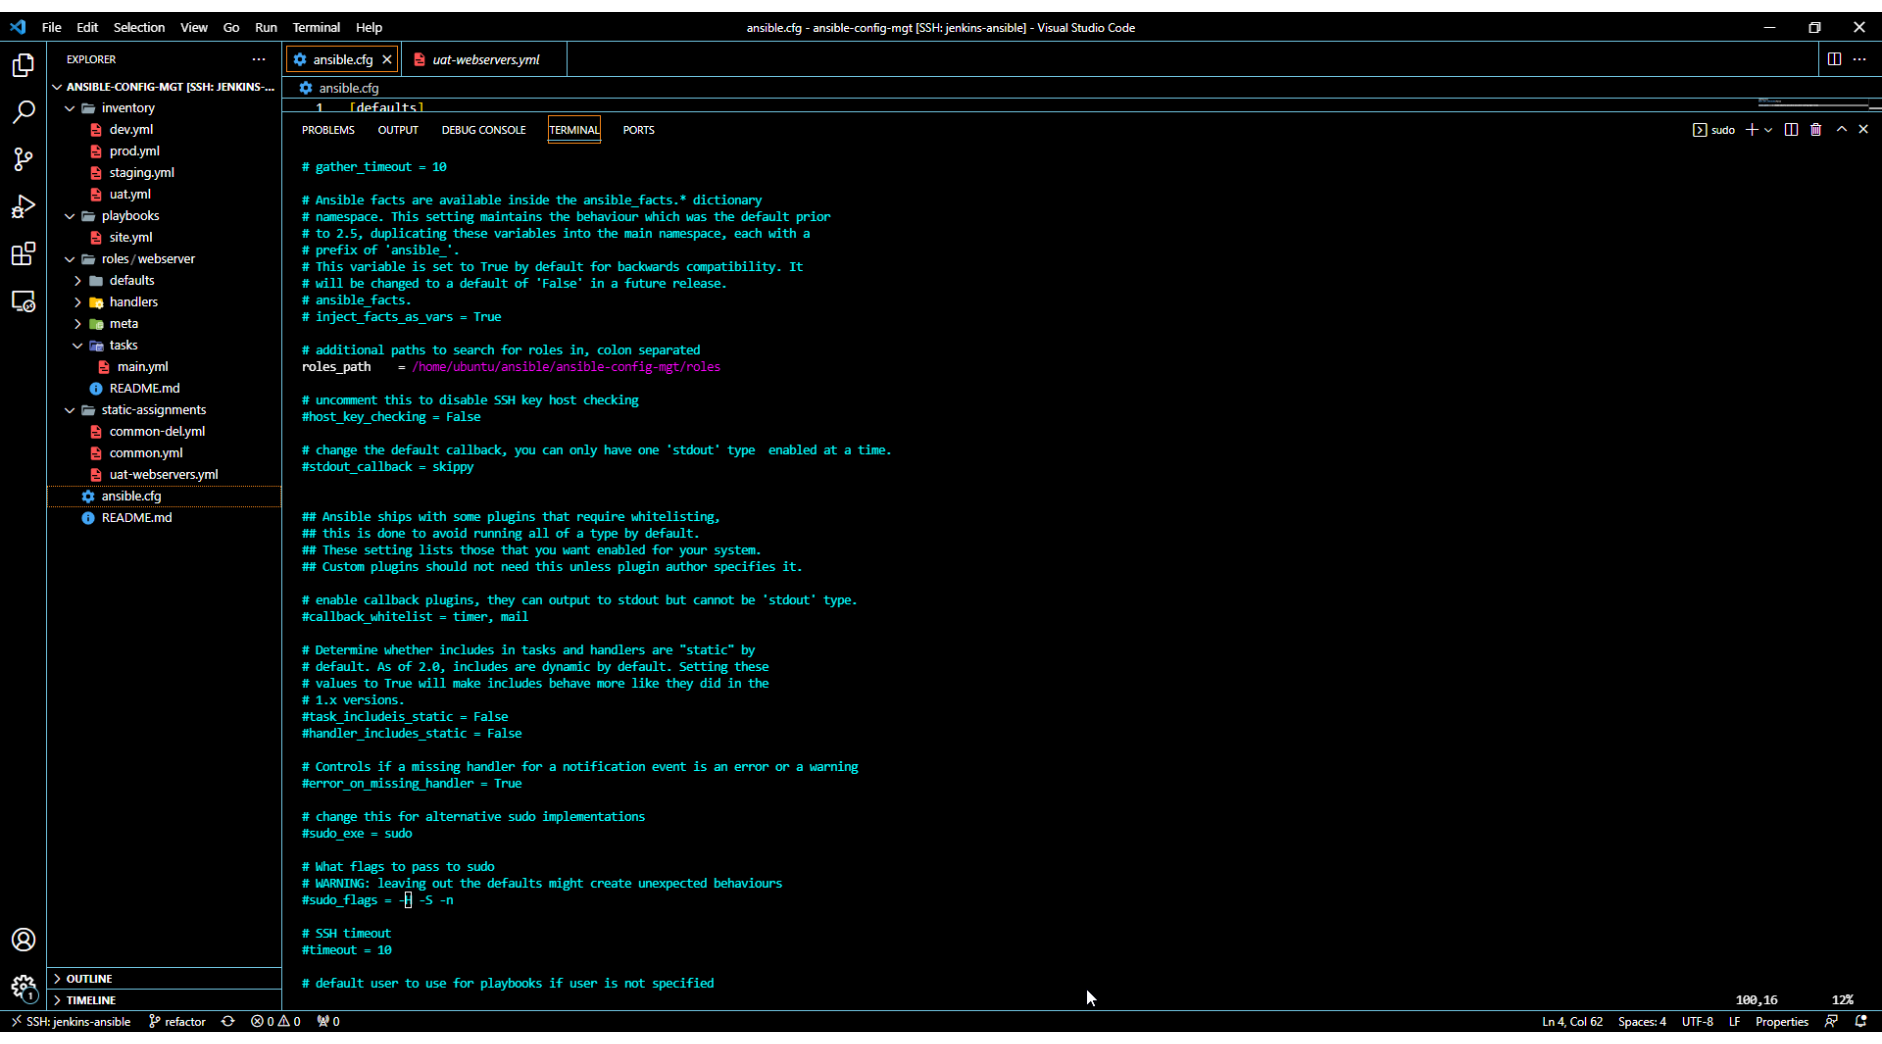 File Edit Selection View Go Run Terminal Help
ansible.cfg - ansible-config-mgt [SSH: jenkins-ansible] - Visual Studio Code
EXPLORER
ANSIBLE-CONFIG-MGT [SSH: JENKINS-...
inventory
dev.yml
prod.yml
staging.yml
uat.yml
playbooks
site.yml
roles / webserver
defaults
handlers
meta
tasks
main.yml
README.md
static-assignments
common-del.yml
common.yml
uat-webservers.yml
ansible.cfg
README.md
OUTLINE
TIMELINE
ansible.cfg
uat-webservers.yml
ansible.cfg
1 [defaults]
PROBLEMS OUTPUT DEBUG CONSOLE TERMINAL PORTS
sudo
# gather_timeout = 10
# Ansible facts are available inside the ansible_facts.* dictionary
# namespace. This setting maintains the behaviour which was the default prior
# to 2.5, duplicating these variables into the main namespace, each with a
# prefix of 'ansible_'.
# This variable is set to True by default for backwards compatibility. It
# will be changed to a default of 'False' in a future release.
# ansible_facts.
# inject_facts_as_vars = True
# additional paths to search for roles in, colon separated
roles_path    = /home/ubuntu/ansible/ansible-config-mgt/roles
# uncomment this to disable SSH key host checking
#host_key_checking = False
# change the default callback, you can only have one 'stdout' type  enabled at a time.
#stdout_callback = skippy
## Ansible ships with some plugins that require whitelisting,
## this is done to avoid running all of a type by default.
## These setting lists those that you want enabled for your system.
## Custom plugins should not need this unless plugin author specifies it.
# enable callback plugins, they can output to stdout but cannot be 'stdout' type.
#callback_whitelist = timer, mail
# Determine whether includes in tasks and handlers are "static" by
# default. As of 2.0, includes are dynamic by default. Setting these
# values to True will make includes behave more like they did in the
# 1.x versions.
#task_includeis_static = False
#handler_includes_static = False
# Controls if a missing handler for a notification event is an error or a warning
#error_on_missing_handler = True
# change this for alternative sudo implementations
#sudo_exe = sudo
# What flags to pass to sudo
# WARNING: leaving out the defaults might create unexpected behaviours
#sudo_flags = -H -S -n
# SSH timeout
#timeout = 10
# default user to use for playbooks if user is not specified
100,16 12%
1
SSH: jenkins-ansible refactor 0 0 0
Ln 4, Col 62 Spaces: 4 UTF-8 LF Properties